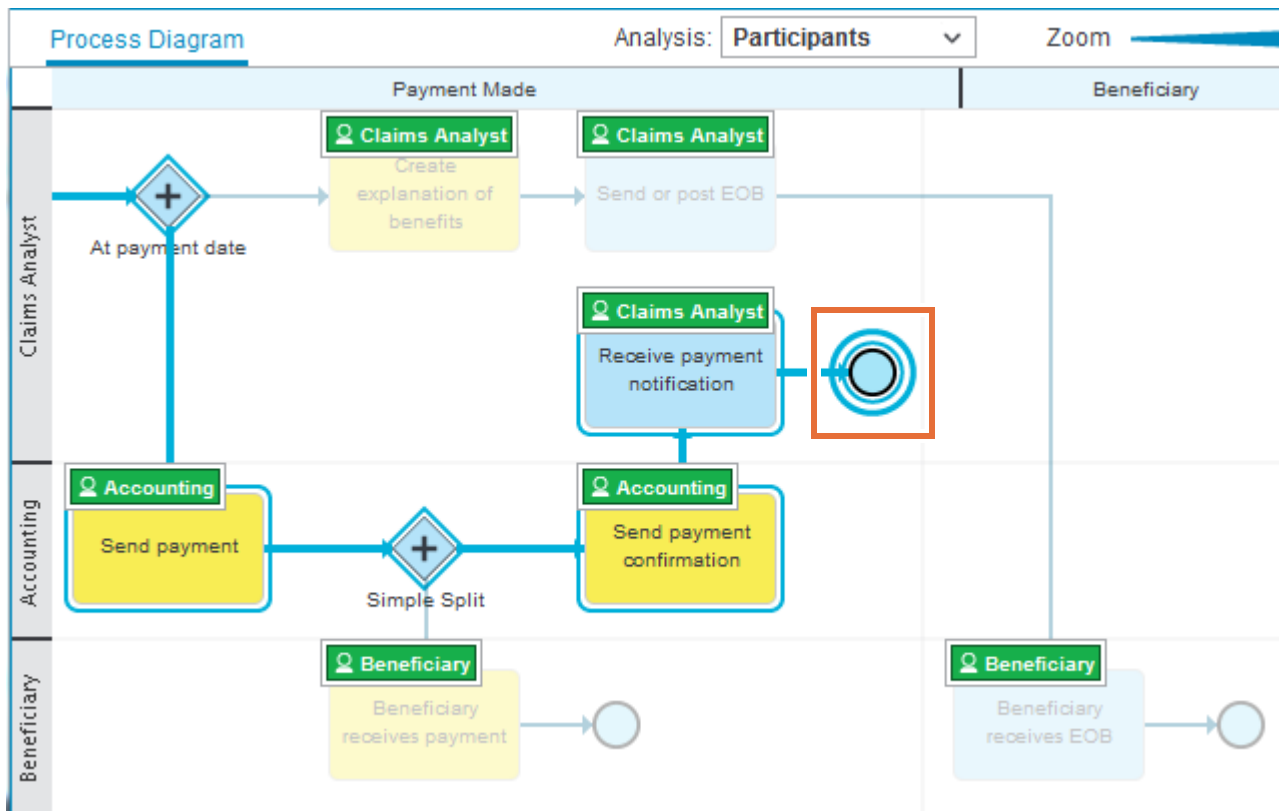 Process Diagram
Analysis: Participants
Zoom
Payment Made
Beneficiary
Claims Analyst
Claims Analyst
Create
explanation of
benefits
Claims Analyst
Send or post EOB
At payment date
Claims Analyst
Receive payment
notification
Accounting
Accounting
Send payment
Simple Split
Accounting
Send payment
confirmation
Beneficiary
Beneficiary
Beneficiary
receives payment
Beneficiary
Beneficiary
receives EOB